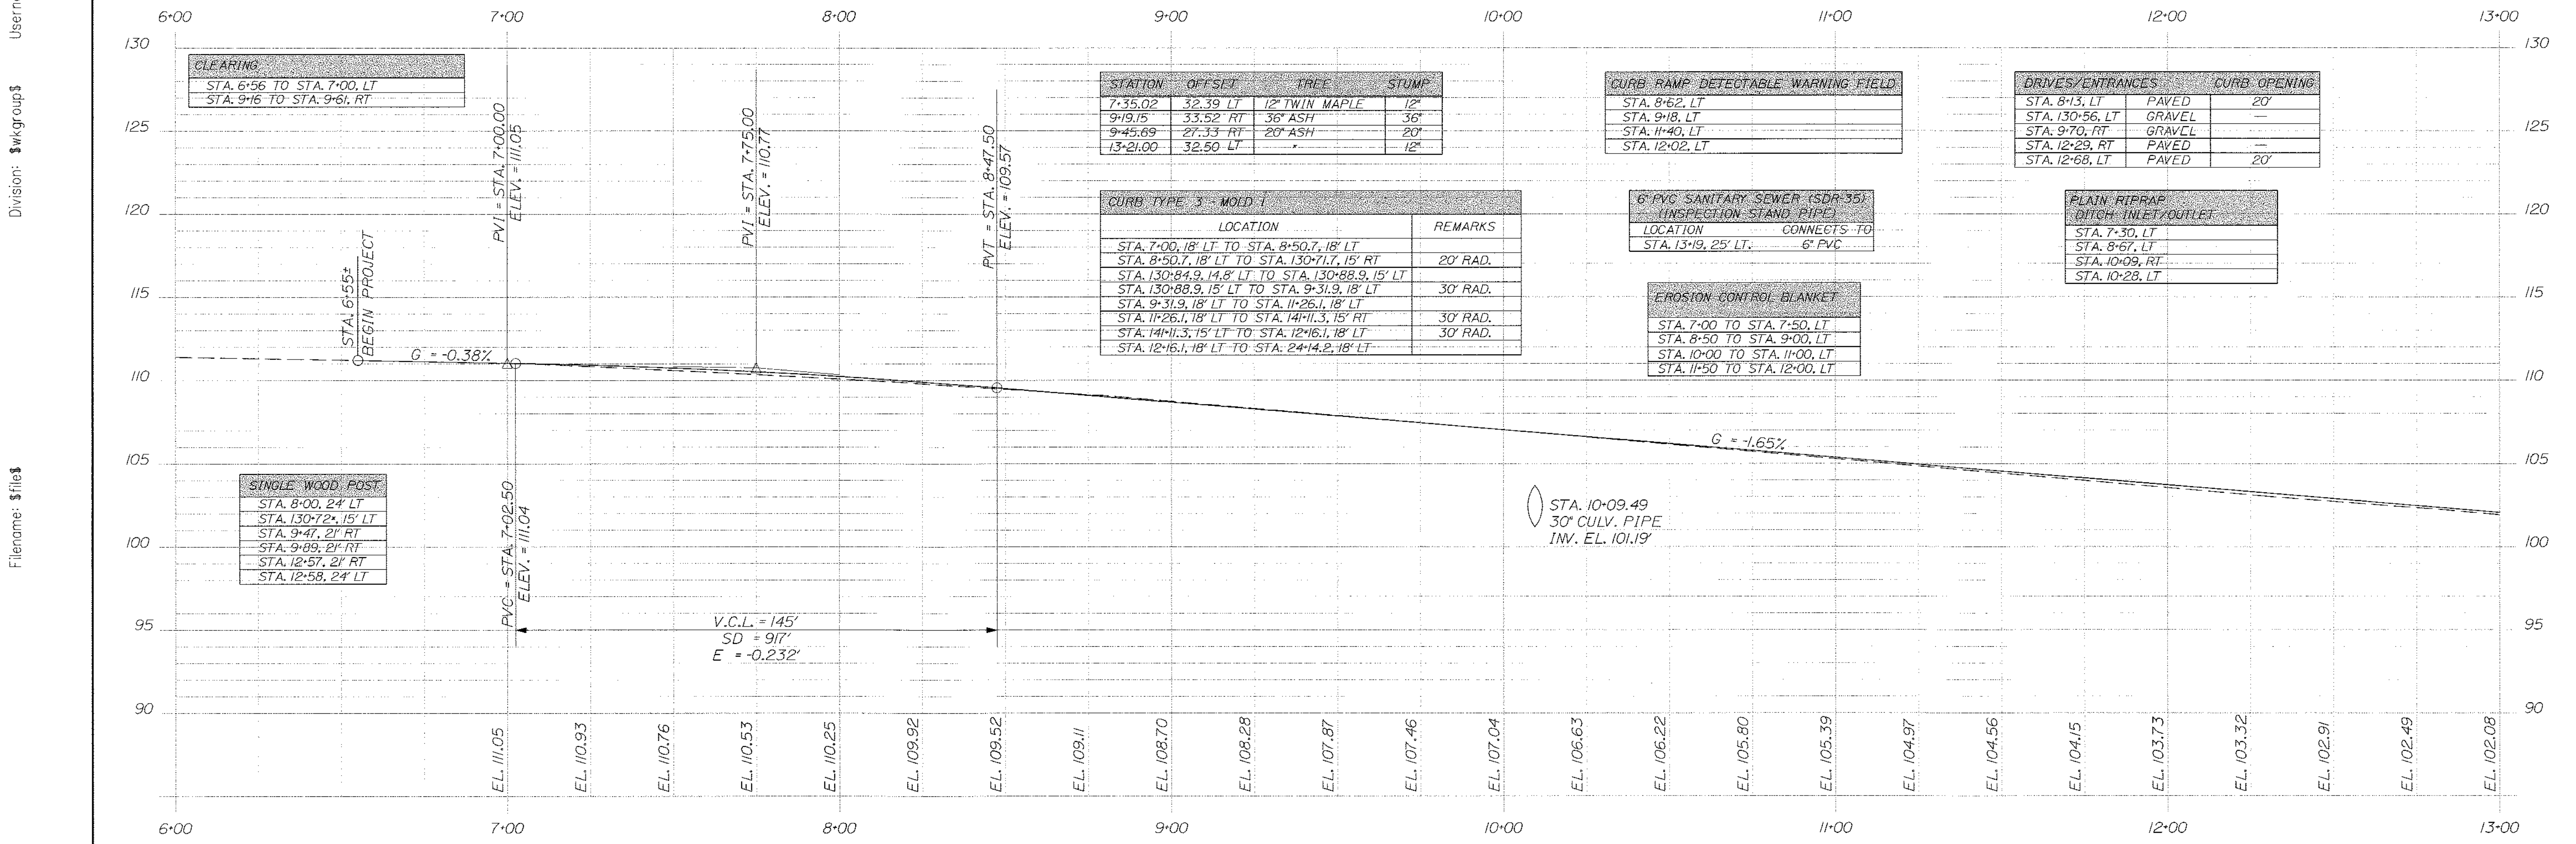 Usern
Division: $wkgroup$
Filename: $file$
6+00 7+00 8+00 9+00 10+00 11+00 12+00 13+00
130 130
125 125
120 120
115 115
110 110
105 105
100 100
95 95
90 90
CLEARING
STA. 6+56 TO STA. 7+00, LT
STA. 9+16 TO STA. 9+61, RT
STA. 6+55±
BEGIN PROJECT
G = -0.38%
PVI = STA. 7+00.00
ELEV. = 111.05
PVI = STA. 7+75.00
ELEV. = 110.77
PVT = STA. 8+47.50
ELEV. = 109.57
PVC = STA. 7+02.50
ELEV. = 111.04
V.C.L. = 145'
SD = 917'
E = -0.232'
STATION OFFSET TREE STUMP
7+35.02 32.39 LT 12" TWIN MAPLE 12"
9+19.15 33.52 RT 36" ASH 36"
9+45.69 27.33 RT 20" ASH 20"
13+21.00 32.50 LT 12"
CURB TYPE 3 - MOLD 1
LOCATION REMARKS
STA. 7+00, 18' LT TO STA. 8+50.7, 18' LT
STA. 8+50.7, 18' LT TO STA. 130+71.7, 15' RT 20' RAD.
STA. 130+84.9, 14.8' LT TO STA. 130+88.9, 15' LT
STA. 130+88.9, 15' LT TO STA. 9+31.9, 18' LT 30' RAD.
STA. 9+31.9, 18' LT TO STA. 11+26.1, 18' LT
STA. 11+26.1, 18' LT TO STA. 141+11.3, 15' RT 30' RAD.
STA. 141+11.3, 15' LT TO STA. 12+16.1, 18' LT 30' RAD.
STA. 12+16.1, 18' LT TO STA. 24+14.2, 18' LT
CURB RAMP DETECTABLE WARNING FIELD
STA. 8+62, LT
STA. 9+18, LT
STA. 11+40, LT
STA. 12+02, LT
6" PVC SANITARY SEWER (SDR-35)
(INSPECTION STAND PIPE)
LOCATION CONNECTS TO
STA. 13+19, 25' LT. 6" PVC
EROSION CONTROL BLANKET
STA. 7+00 TO STA. 7+50, LT
STA. 8+50 TO STA. 9+00, LT
STA. 10+00 TO STA. 11+00, LT
STA. 11+50 TO STA. 12+00, LT
DRIVES/ENTRANCES CURB OPENING
STA. 8+13, LT PAVED 20'
STA. 130+56, LT GRAVEL —
STA. 9+70, RT GRAVEL —
STA. 12+29, RT PAVED —
STA. 12+68, LT PAVED 20'
PLAIN RIPRAP
DITCH INLET/OUTLET
STA. 7+30, LT
STA. 8+67, LT
STA. 10+09, RT
STA. 10+28, LT
G = -1.65%
SINGLE WOOD POST
STA. 8+00, 24' LT
STA. 130+72±, 15' LT
STA. 9+47, 21' RT
STA. 9+89, 21' RT
STA. 12+57, 21' RT
STA. 12+58, 24' LT
STA. 10+09.49
30" CULV. PIPE
INV. EL. 101.19'
EL. 111.05
EL. 110.93
EL. 110.76
EL. 110.53
EL. 110.25
EL. 109.92
EL. 109.52
EL. 109.11
EL. 108.70
EL. 108.28
EL. 107.87
EL. 107.46
EL. 107.04
EL. 106.63
EL. 106.22
EL. 105.80
EL. 105.39
EL. 104.97
EL. 104.56
EL. 104.15
EL. 103.73
EL. 103.32
EL. 102.91
EL. 102.49
EL. 102.08
6+00 7+00 8+00 9+00 10+00 11+00 12+00 13+00